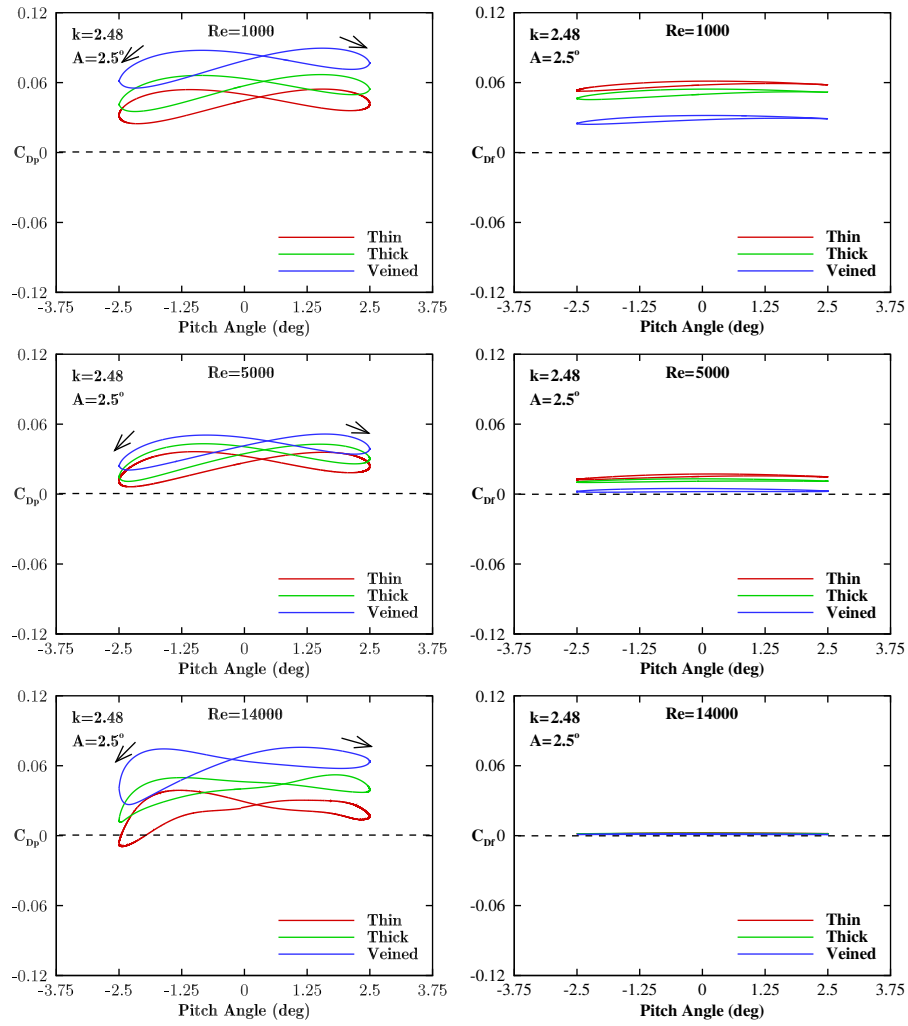 0.12
k=2.48
Re=1000
A=2.5°
0.06
C_Dp 0
-0.06
Thin
Thick
Veined
-0.12
-3.75 -2.5 -1.25 0 1.25 2.5 3.75
Pitch Angle (deg)
0.12
k=2.48
Re=1000
A=2.5°
0.06
C_Df 0
-0.06
Thin
Thick
Veined
-0.12
-3.75 -2.5 -1.25 0 1.25 2.5 3.75
Pitch Angle (deg)
0.12
k=2.48
Re=5000
A=2.5°
0.06
C_Dp 0
-0.06
Thin
Thick
Veined
-0.12
-3.75 -2.5 -1.25 0 1.25 2.5 3.75
Pitch Angle (deg)
0.12
k=2.48
Re=5000
A=2.5°
0.06
C_Df 0
-0.06
Thin
Thick
Veined
-0.12
-3.75 -2.5 -1.25 0 1.25 2.5 3.75
Pitch Angle (deg)
0.12
k=2.48
Re=14000
A=2.5°
0.06
C_Dp 0
-0.06
Thin
Thick
Veined
-0.12
-3.75 -2.5 -1.25 0 1.25 2.5 3.75
Pitch Angle (deg)
0.12
k=2.48
Re=14000
A=2.5°
0.06
C_Df 0
-0.06
Thin
Thick
Veined
-0.12
-3.75 -2.5 -1.25 0 1.25 2.5 3.75
Pitch Angle (deg)